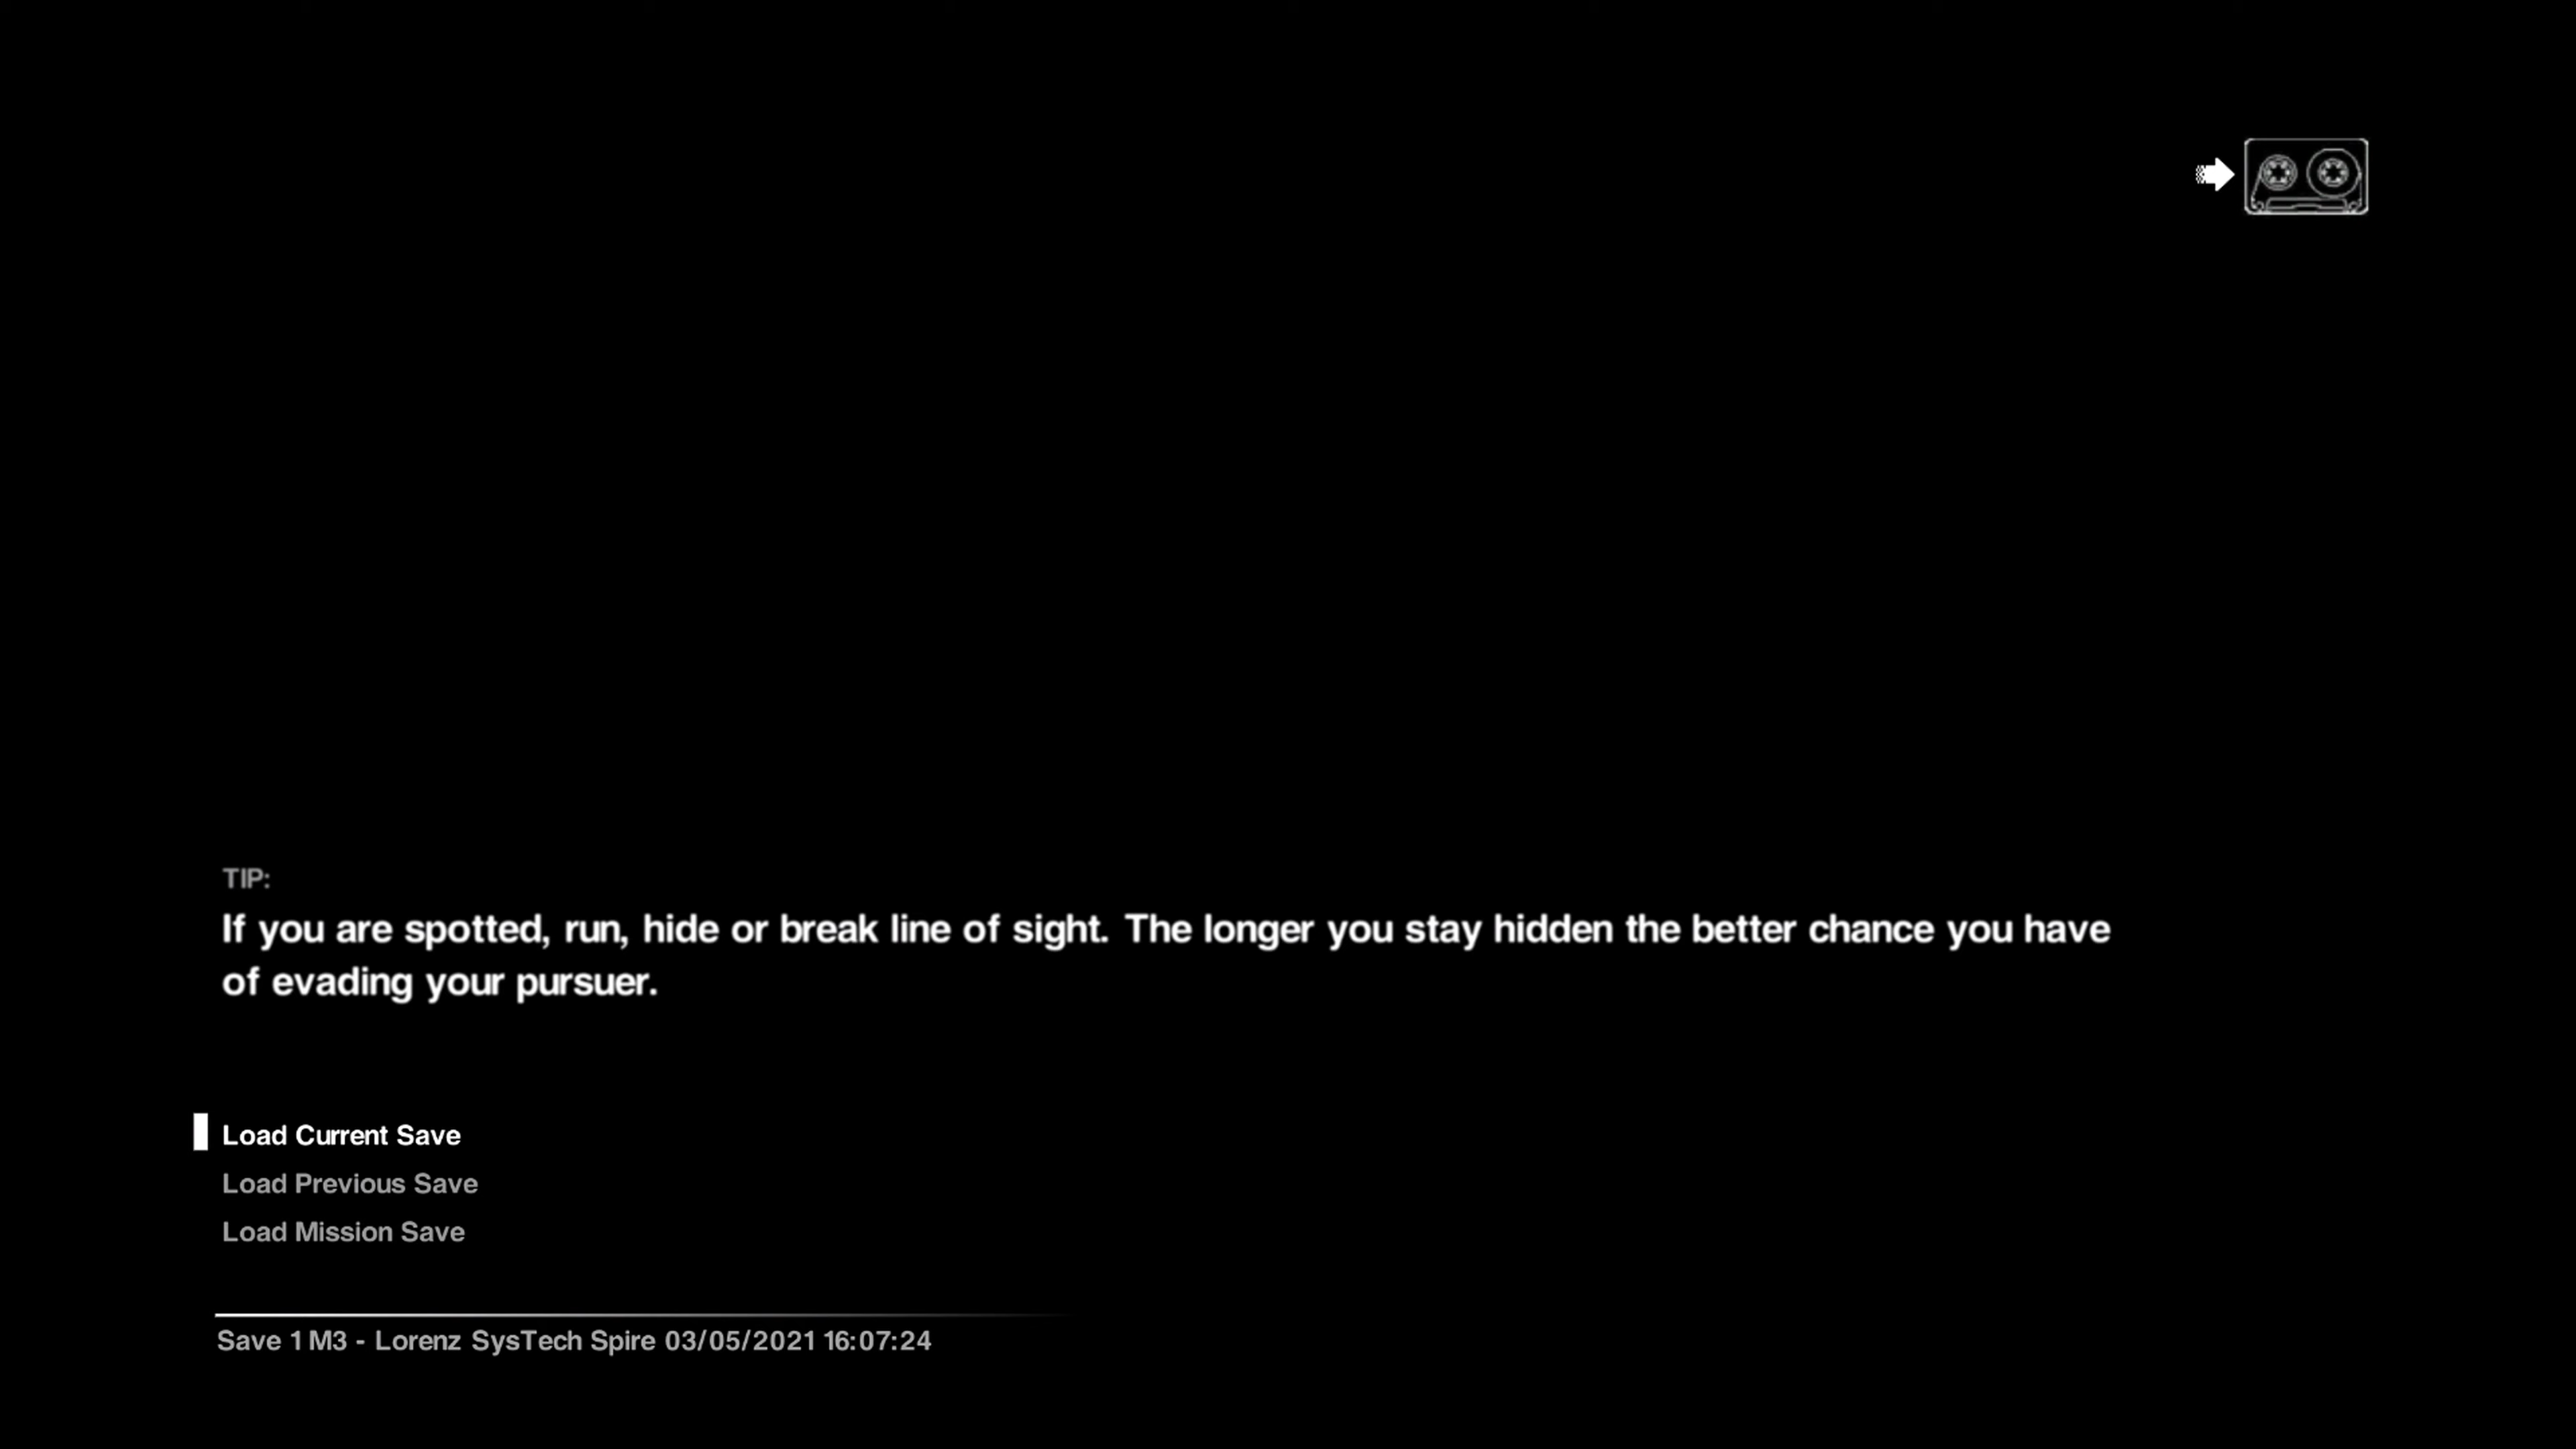 TIP:
If you are spotted, run, hide or break line of sight. The longer you stay hidden the better chance you have
of evading your pursuer.
Load Current Save
Load Previous Save
Load Mission Save
Save 1 M3 - Lorenz SysTech Spire 03/05/2021 16:07:24